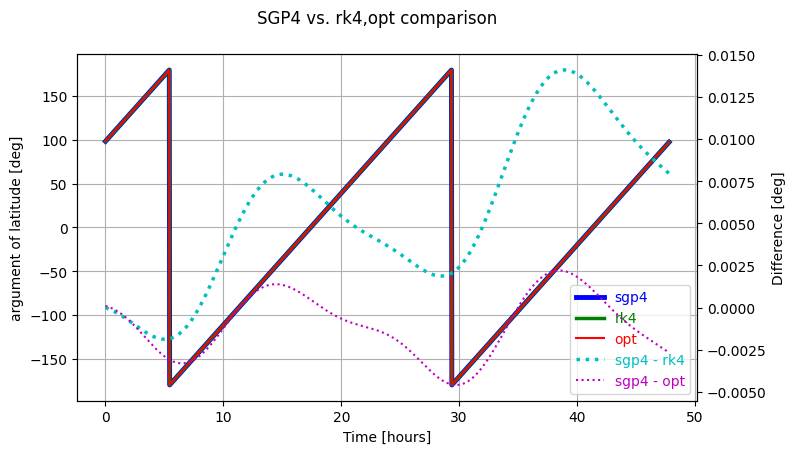 SGP4 vs. rk4,opt comparison
argument of latitude [deg]
150
100
50
0
−50
−100
−150
0
10
20
30
40
50
Time [hours]
0.0150
0.0125
0.0100
0.0075
0.0050
0.0025
0.0000
−0.0025
−0.0050
Difference [deg]
sgp4
rk4
opt
sgp4 - rk4
sgp4 - opt